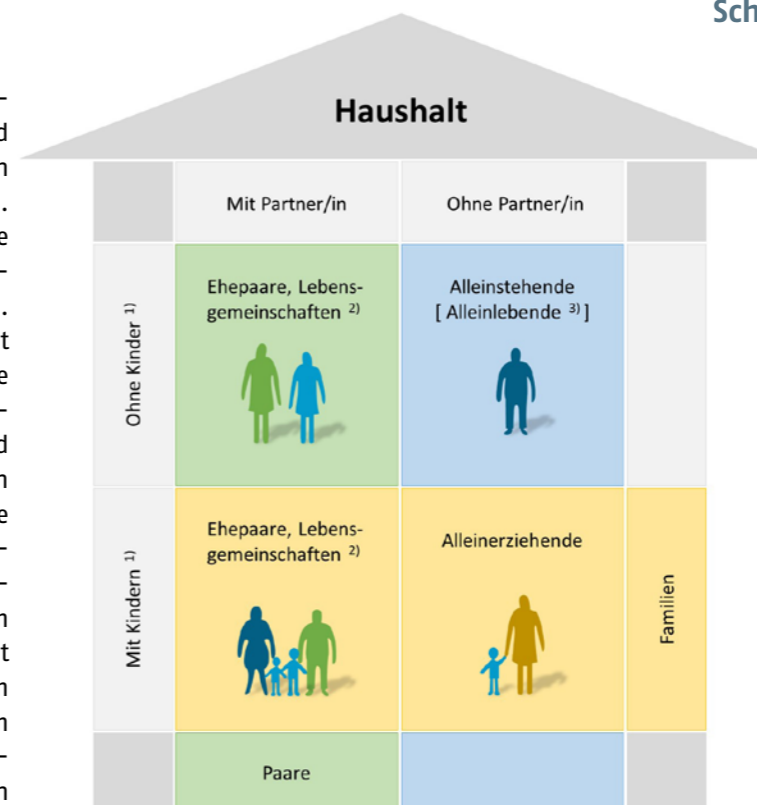 Sch
Haushalt
Mit Partner/in
Ohne Partner/in
Ohne Kinder 1)
Ehepaare, Lebens-
gemeinschaften 2)
Alleinstehende
[ Alleinlebende 3) ]
Mit Kindern 1)
Ehepaare, Lebens-
gemeinschaften 2)
Alleinerziehende
Familien
Paare